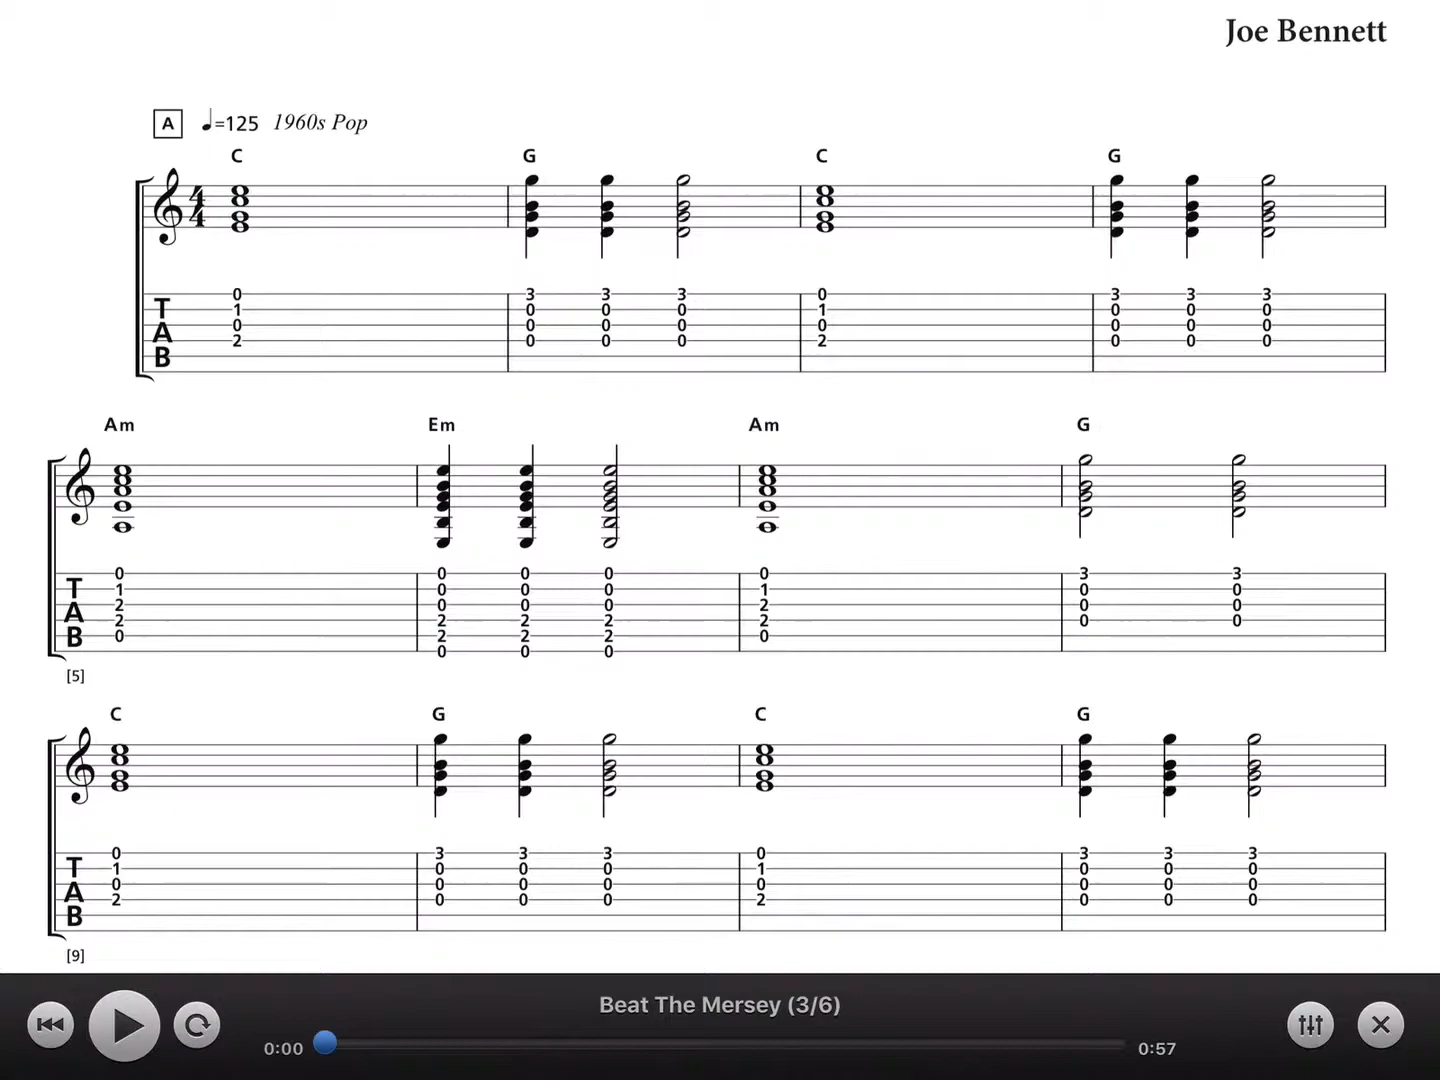 Joe Bennett
A ♩=125 1960s Pop
C G C G
4
4
T
A
B
0 3 3 3 0 3 3 3
1 0 0 0 1 0 0 0
0 0 0 0 0 0 0 0
2 0 0 0 2 0 0 0
Am Em Am G
T
A
B
0 0 0 0 0 3 3
1 0 0 0 1 0 0
2 0 0 0 2 0 0
2 2 2 2 2 0 0
0 2 2 2 0
0 0 0
[5]
C G C G
T
A
B
0 3 3 3 0 3 3 3
1 0 0 0 1 0 0 0
0 0 0 0 0 0 0 0
2 0 0 0 2 0 0 0
[9]
Beat The Mersey (3/6)
0:00 0:57